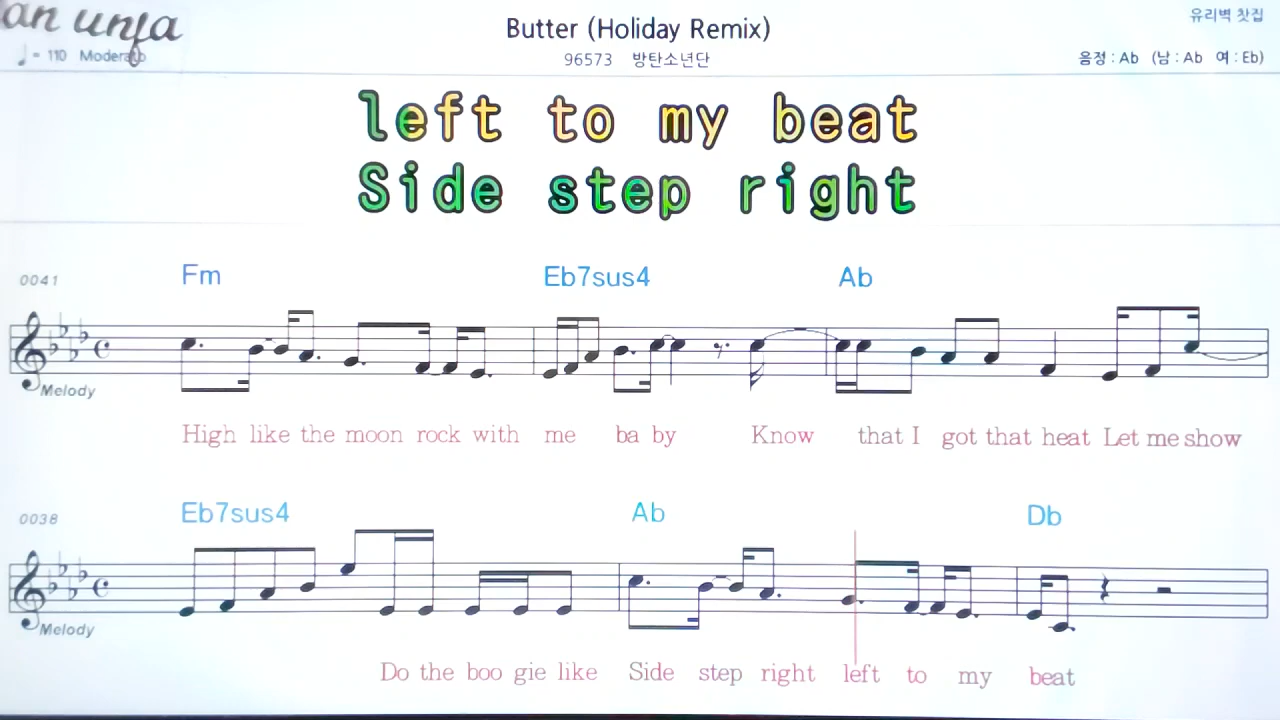 an unfa
Butter (Holiday Remix)
유리벽 찻집
♩= 110 Moderato
96573 방탄소년단
음정 : Ab (남 : Ab 여 : Eb)
left to my beat
Side step right
0041 Fm Eb7sus4 Ab
Melody
High like the moon rock with me ba by Know that I got that heat Let me show
0038 Eb7sus4 Ab Db
Melody
Do the boo gie like Side step right left to my beat